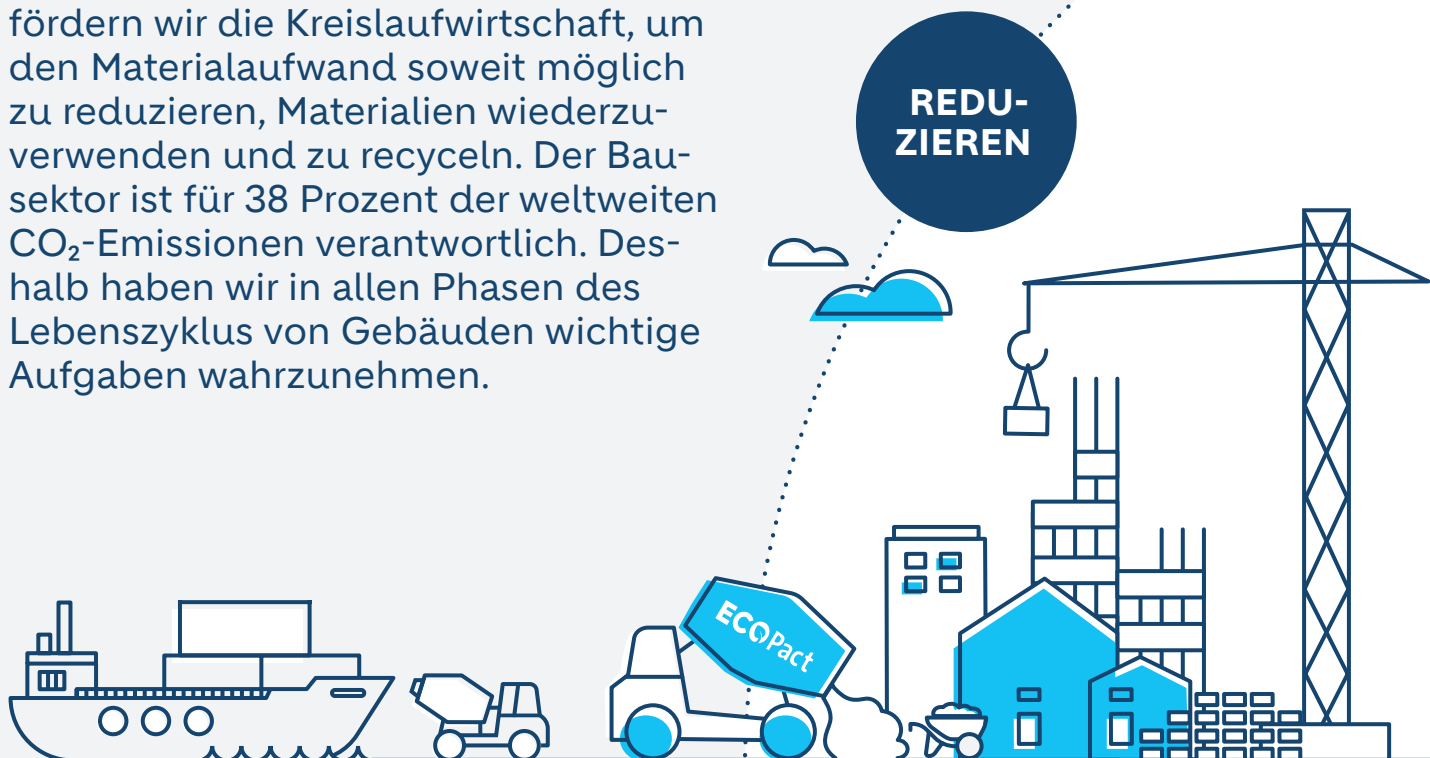 fördern wir die Kreislaufwirtschaft, um
den Materialaufwand soweit möglich
zu reduzieren, Materialien wiederzu-
verwenden und zu recyceln. Der Bau-
sektor ist für 38 Prozent der weltweiten
CO₂-Emissionen verantwortlich. Des-
halb haben wir in allen Phasen des
Lebenszyklus von Gebäuden wichtige
Aufgaben wahrzunehmen.
REDU-
ZIEREN
ECOPact